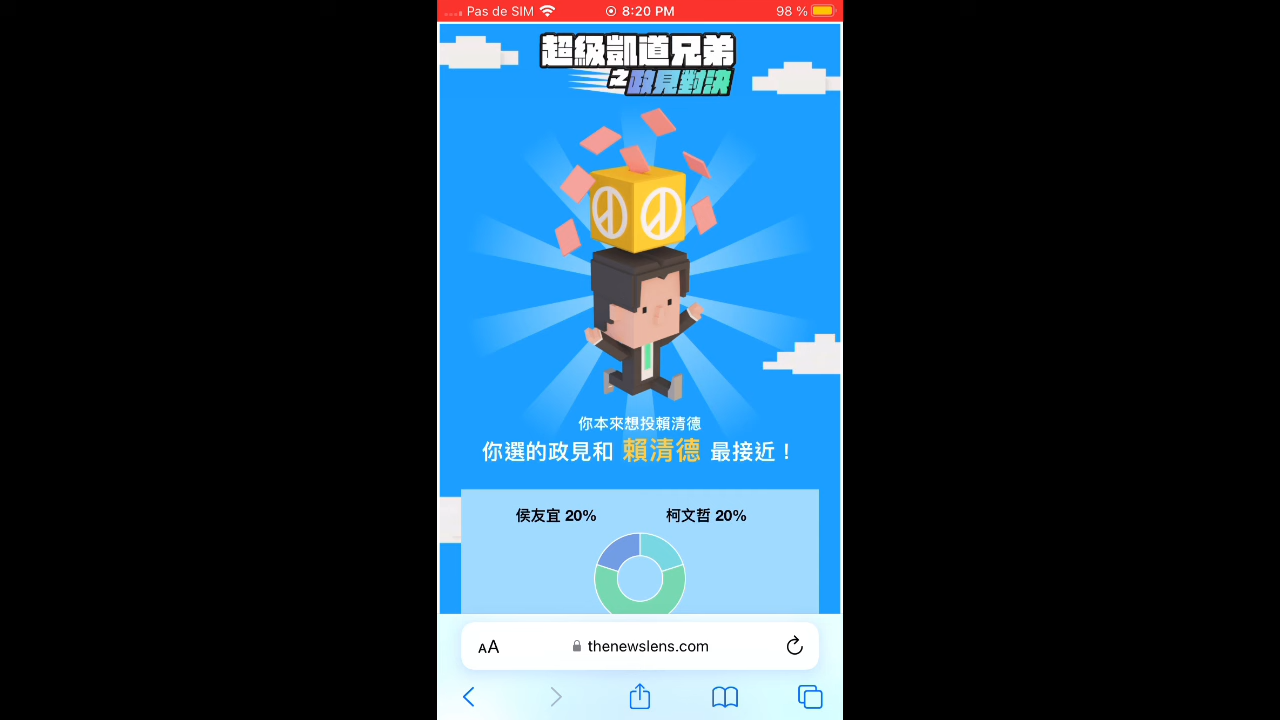 Pas de SIM 8:20 PM 98 %
超級凱道兄弟
之政見對決
你本來想投賴清德
你選的政見和 賴清德 最接近！
侯友宜 20% 柯文哲 20%
AA thenewslens.com